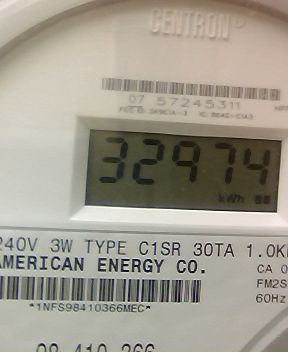 CENTRON
07 57245311
32974
kWh
240V 3W TYPE C1SR 30TA 1.0K
AMERICAN ENERGY CO.
CA 0
FM2S
60Hz
*1NFS98410366MEC*
98 410 366